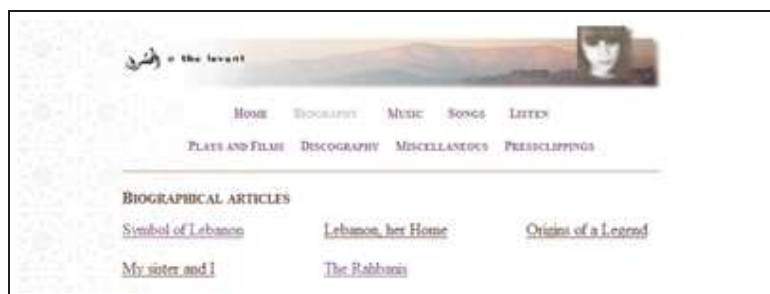 e the levant
HOME BIOGRAPHY MUSIC SONGS LISTEN
PLAYS AND FILMS DISCOGRAPHY MISCELLANEOUS PRESSCLIPPINGS
BIOGRAPHICAL ARTICLES
Symbol of Lebanon Lebanon, her Home Origins of a Legend
My sister and I The Rahbanis